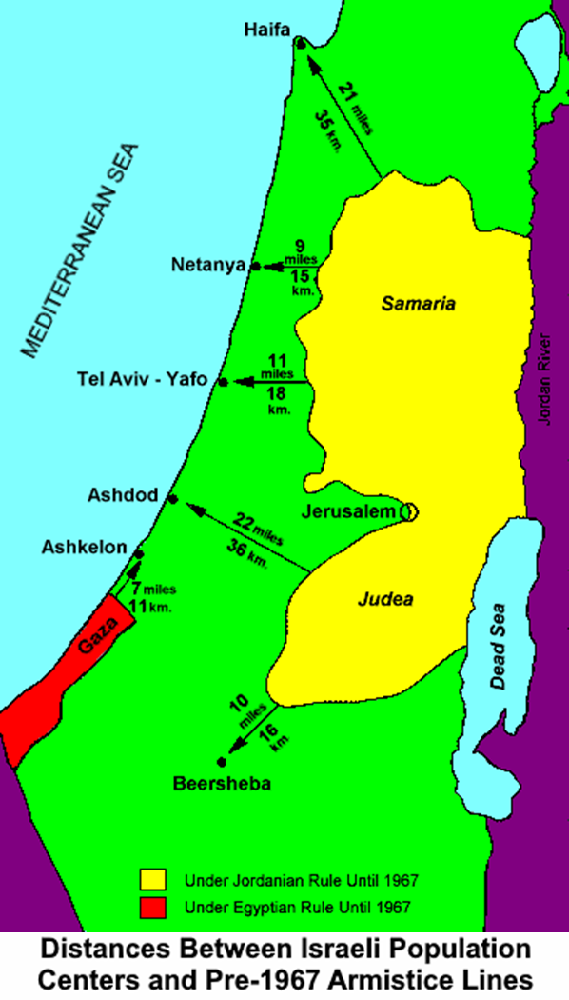 Haifa
21 miles
35 km.
MEDITERRANEAN SEA
Netanya
9
miles
15
km.
Samaria
Jordan River
Tel Aviv - Yafo
11
miles
18
km.
Ashdod
Jerusalem
22 miles
36 km.
Ashkelon
7 miles
11 km.
Judea
Gaza
Dead Sea
10
miles
16
km.
Beersheba
Under Jordanian Rule Until 1967
Under Egyptian Rule Until 1967
Distances Between Israeli Population
Centers and Pre-1967 Armistice Lines